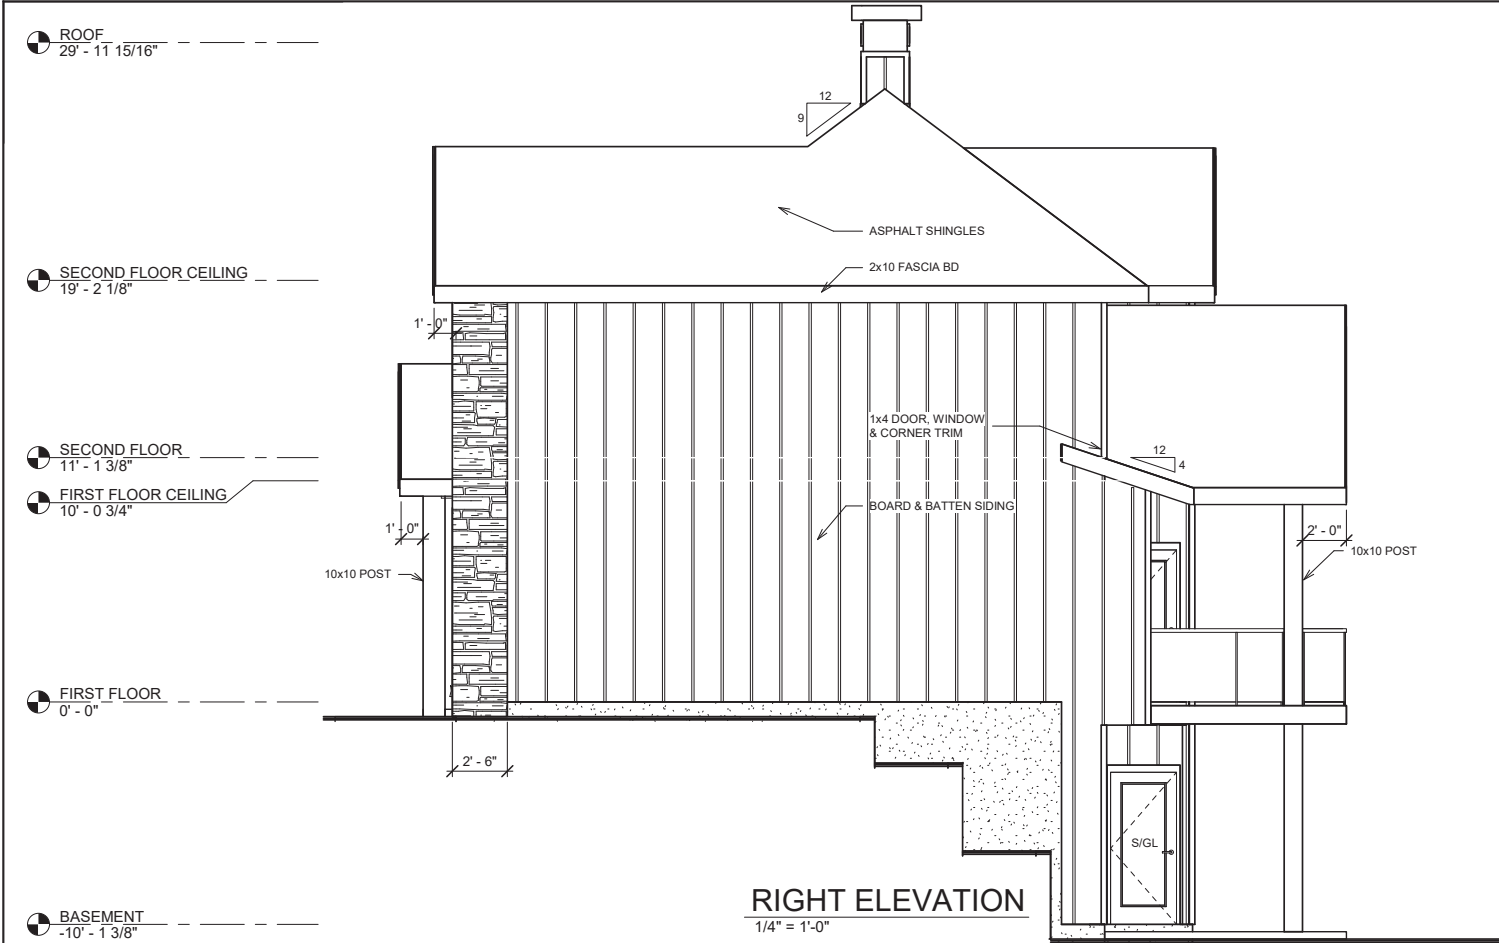 ROOF
29' - 11 15/16"
12
9
ASPHALT SHINGLES
SECOND FLOOR CEILING
19' - 2 1/8"
2x10 FASCIA BD
1' - 0"
1x4 DOOR, WINDOW
& CORNER TRIM
SECOND FLOOR
11' - 1 3/8"
12
4
FIRST FLOOR CEILING
10' - 0 3/4"
BOARD & BATTEN SIDING
1' - 0"
2' - 0"
10x10 POST
10x10 POST
FIRST FLOOR
0' - 0"
2' - 6"
S/GL
RIGHT ELEVATION
1/4" = 1'-0"
BASEMENT
-10' - 1 3/8"